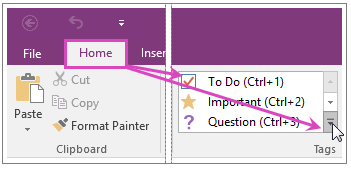 File
Home
Inser
Cut
Copy
Format Painter
Paste
Clipboard
To Do (Ctrl+1)
Important (Ctrl+2)
Question (Ctrl+3)
Tags